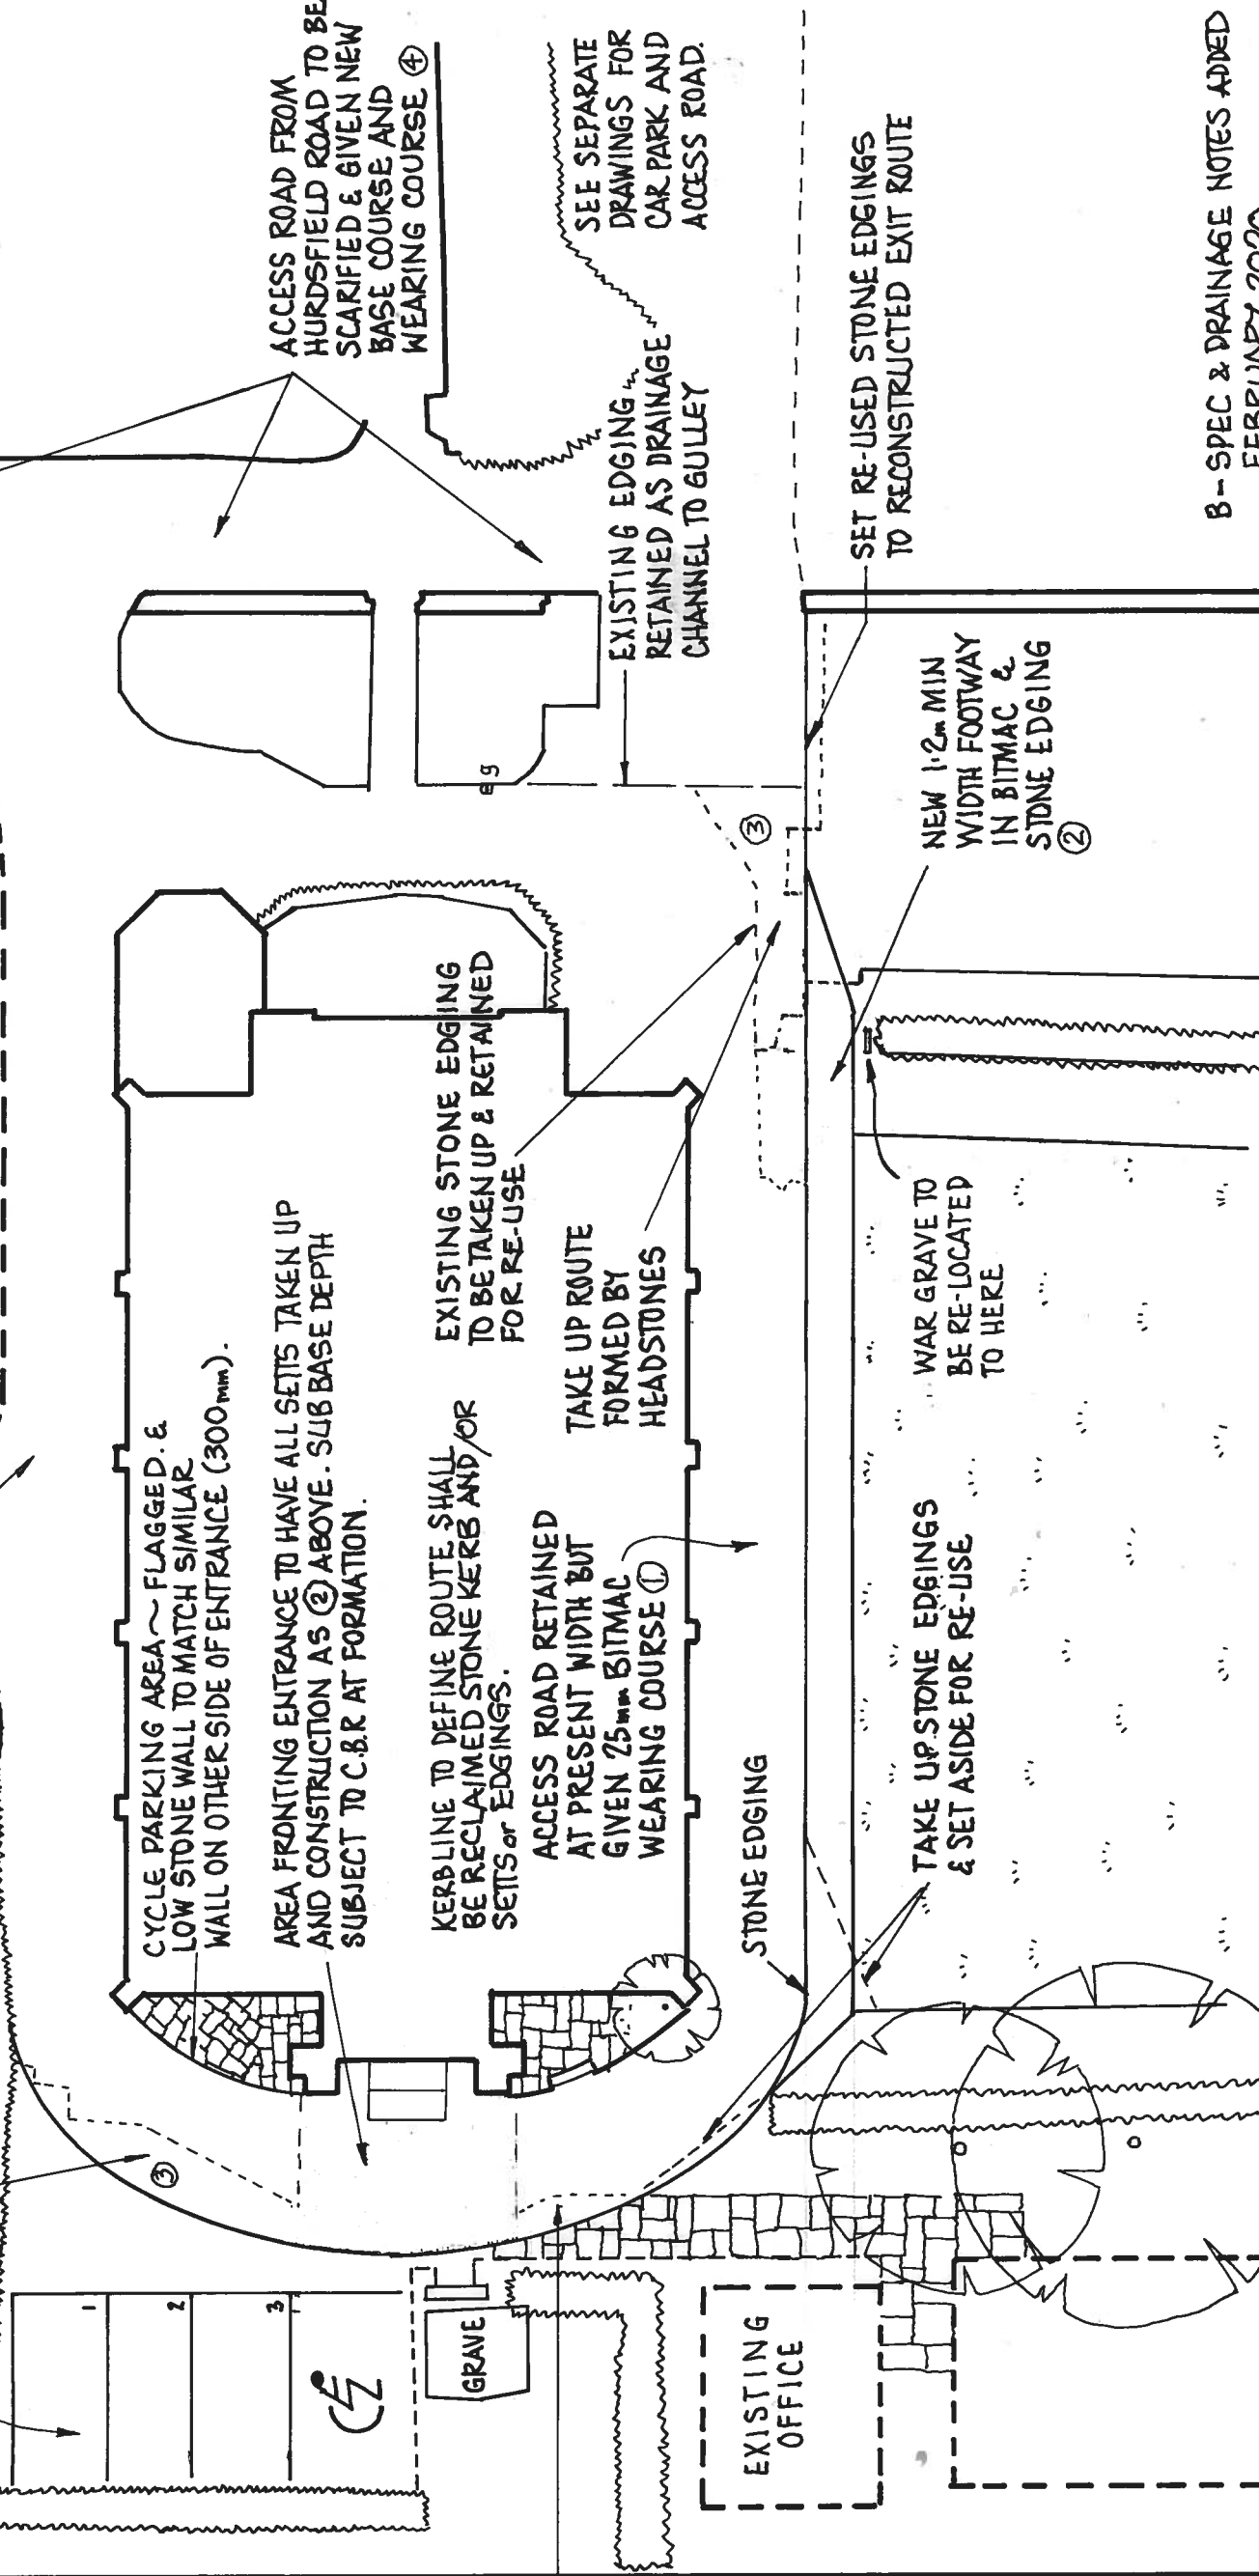 ACCESS ROAD FROM
HURDSFIELD ROAD TO BE
SCARIFIED & GIVEN NEW
BASE COURSE AND
WEARING COURSE ④
SEE SEPARATE
DRAWINGS FOR
CAR PARK AND
ACCESS ROAD.
EXISTING EDGING
RETAINED AS DRAINAGE
CHANNEL TO GULLEY
eg
SET RE-USED STONE EDGINGS
TO RECONSTRUCTED EXIT ROUTE
B- SPEC & DRAINAGE NOTES ADDED
FEBRUARY 2020
③
NEW 1·2m MIN
WIDTH FOOTWAY
IN BITMAC &
STONE EDGING
②
EXISTING STONE EDGING
TO BE TAKEN UP & RETAINED
FOR RE-USE
TAKE UP ROUTE
FORMED BY
HEADSTONES
WAR GRAVE TO
BE RE-LOCATED
TO HERE
CYCLE PARKING AREA ~ FLAGGED. &
LOW STONE WALL TO MATCH SIMILAR
WALL ON OTHER SIDE OF ENTRANCE (300mm).
AREA FRONTING ENTRANCE TO HAVE ALL SETTS TAKEN UP
AND CONSTRUCTION AS ② ABOVE. SUB BASE DEPTH
SUBJECT TO C.B.R AT FORMATION.
KERBLINE TO DEFINE ROUTE SHALL
BE RECLAIMED STONE KERB AND/OR
SETTS or EDGINGS.
ACCESS ROAD RETAINED
AT PRESENT WIDTH BUT
GIVEN 25mm BITMAC
WEARING COURSE ①
STONE EDGING
TAKE UP STONE EDGINGS
& SET ASIDE FOR RE-USE
③
1
2
3
GRAVE
EXISTING
OFFICE